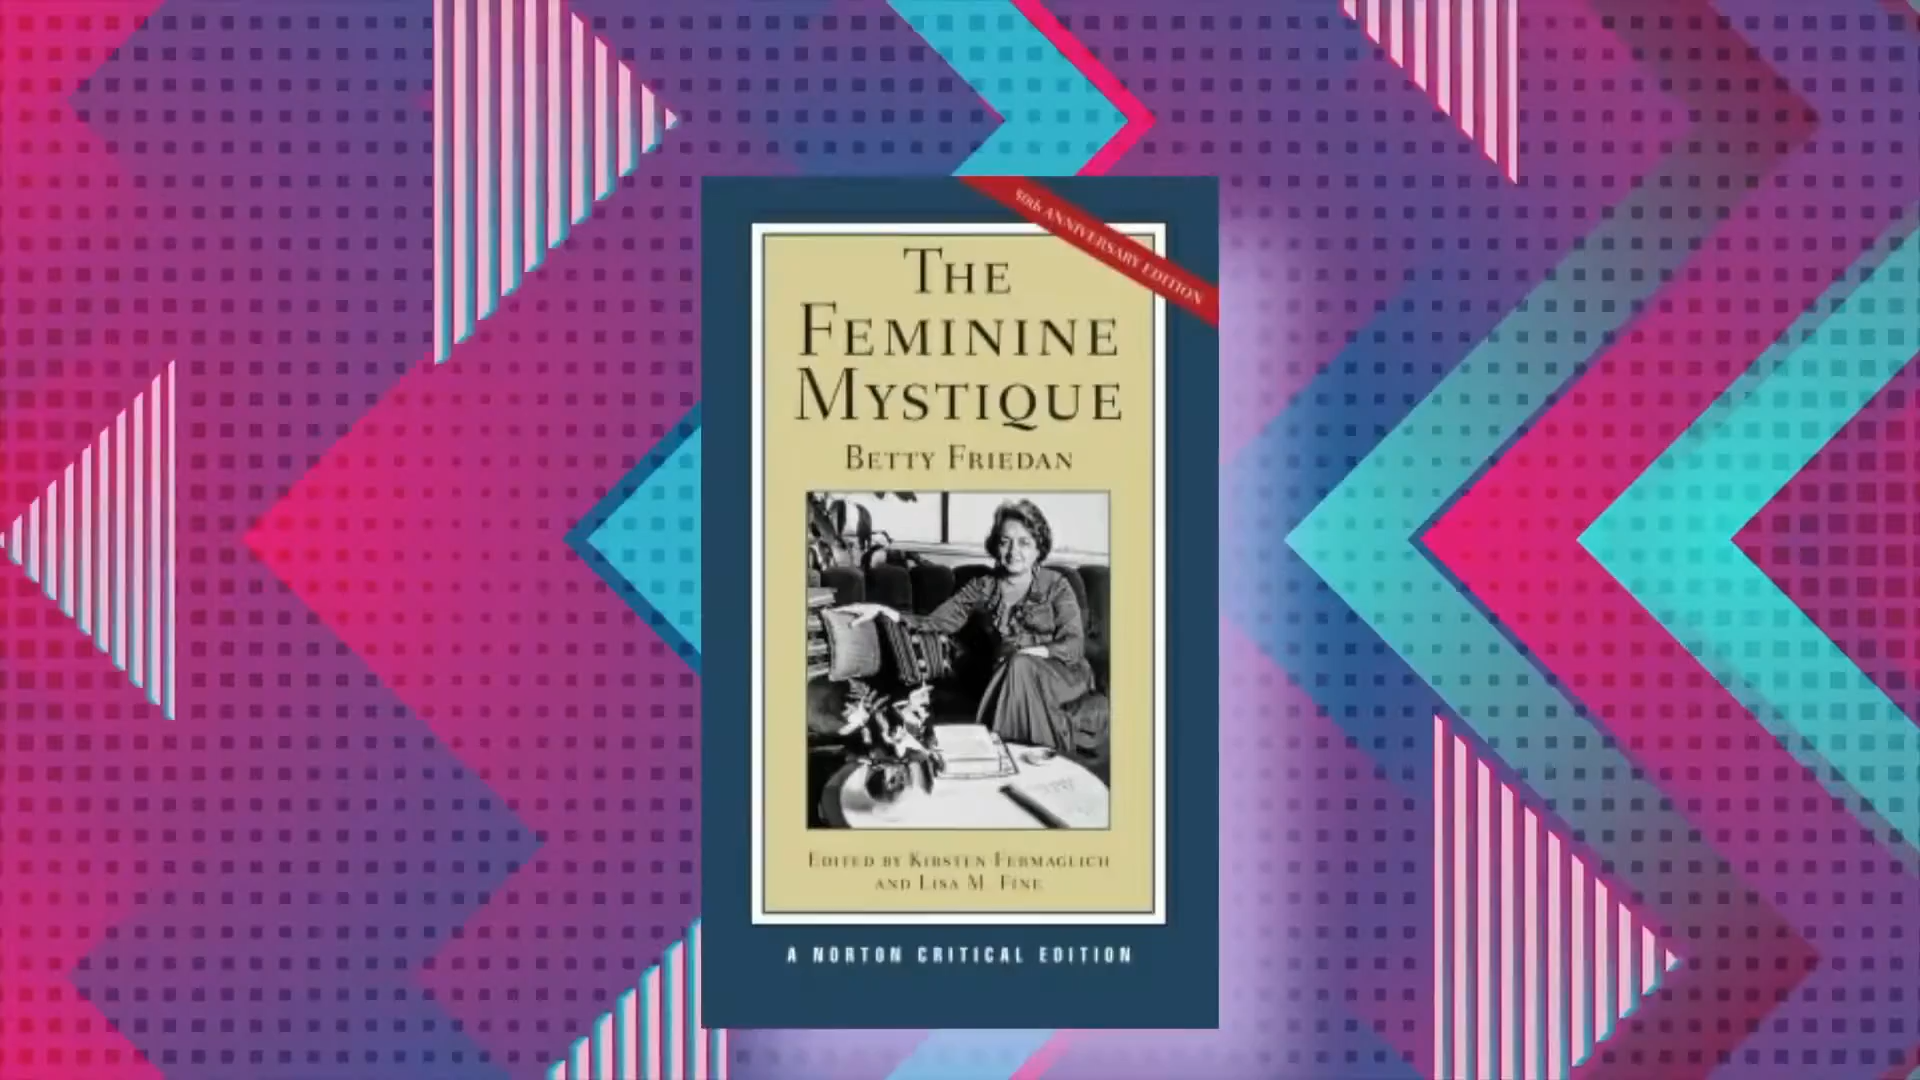 50th ANNIVERSARY EDITION
THE
FEMININE
MYSTIQUE
BETTY FRIEDAN
EDITED BY KIRSTEN FERMAGLICH
AND LISA M. FINE
A NORTON CRITICAL EDITION